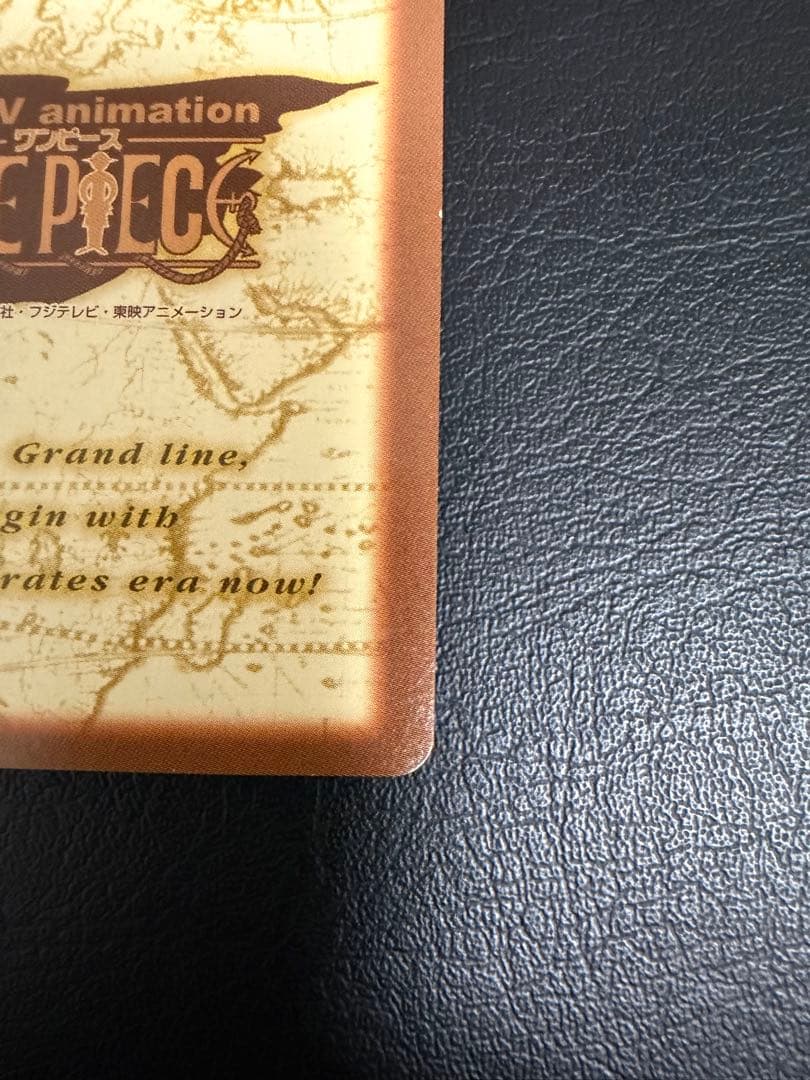 V animation
ワンピース
E PIECE
社・フジテレビ・東映アニメーション
Grand line,
gin with
rates era now!